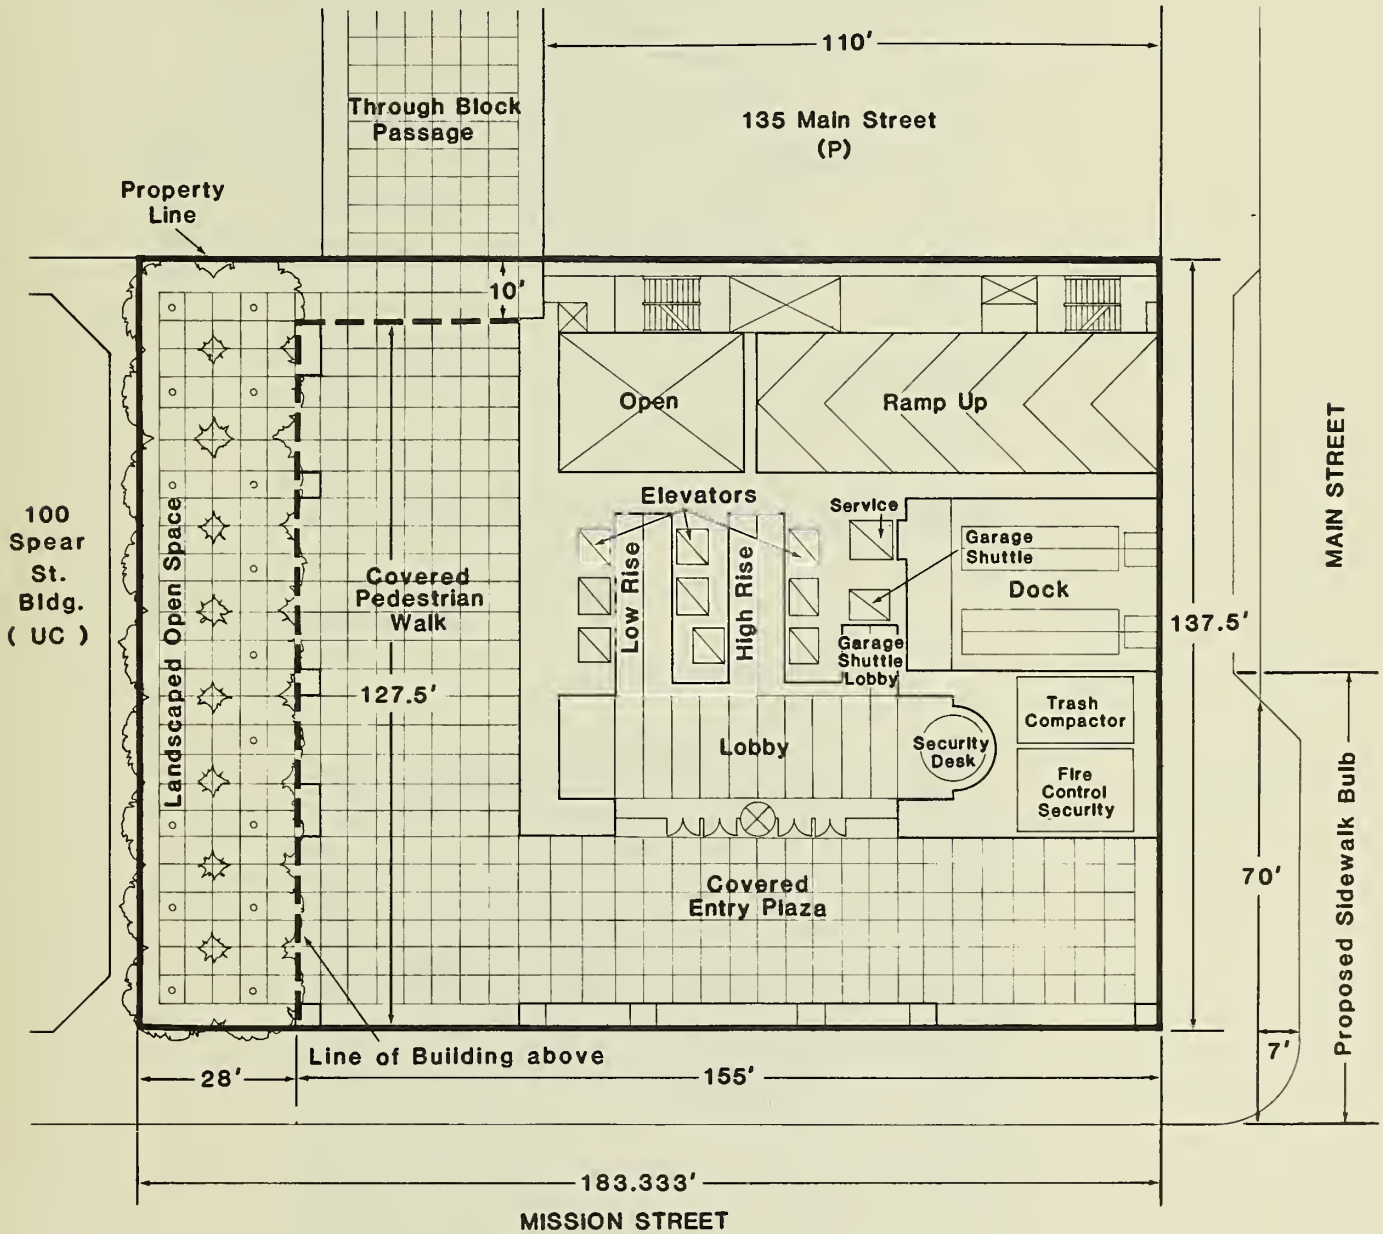 110'
Through Block
Passage
135 Main Street
(P)
Property
Line
10'
Open
Ramp Up
MAIN STREET
Elevators
Service
Garage
Shuttle
Dock
100
Spear
St.
Bldg.
( UC )
Landscaped Open Space
Covered
Pedestrian
Walk
Low Rise
High Rise
137.5'
Garage
Shuttle
Lobby
127.5'
Trash
Compactor
Lobby
Security
Desk
Fire
Control
Security
Proposed Sidewalk Bulb
70'
Covered
Entry Plaza
7'
Line of Building above
28'
155'
183.333'
MISSION STREET